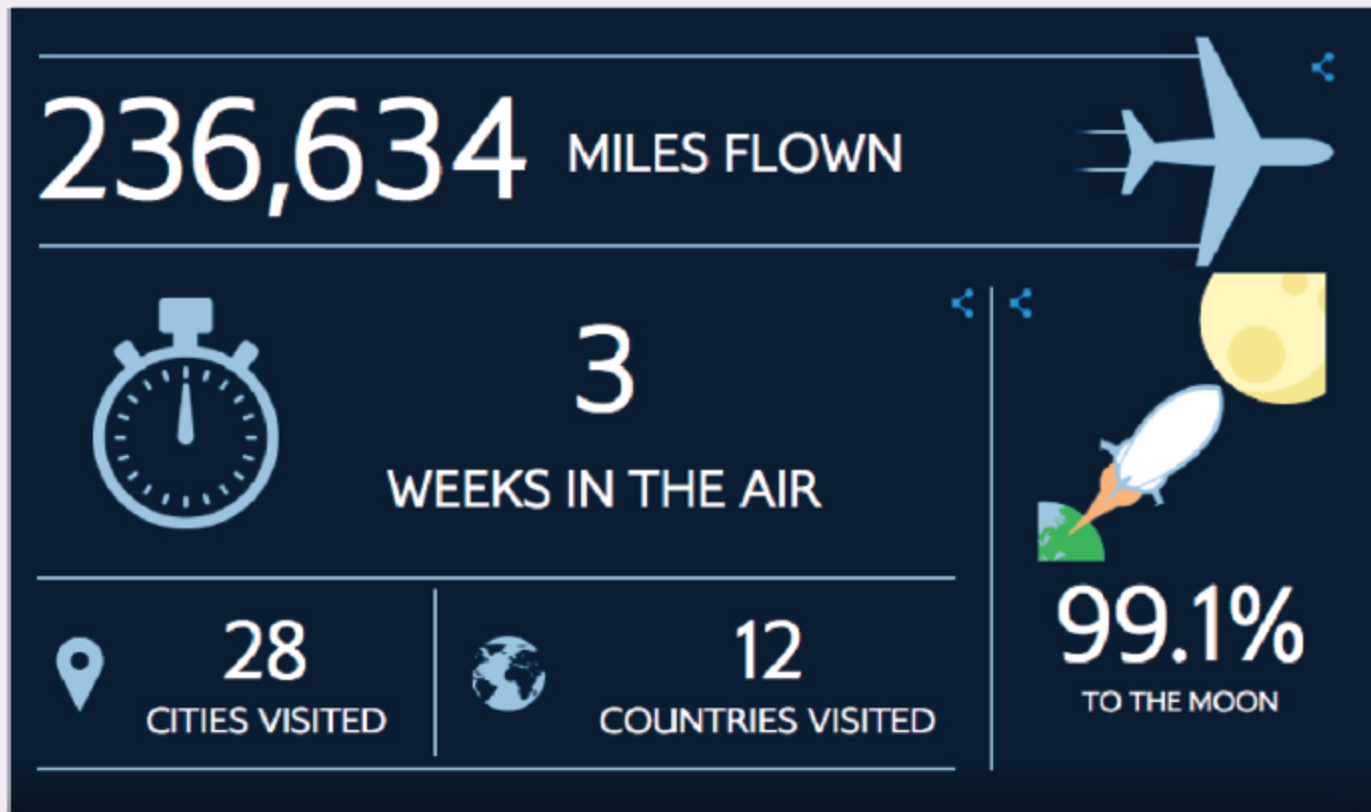 236,634 MILES FLOWN
3
WEEKS IN THE AIR
28
CITIES VISITED
12
COUNTRIES VISITED
99.1%
TO THE MOON